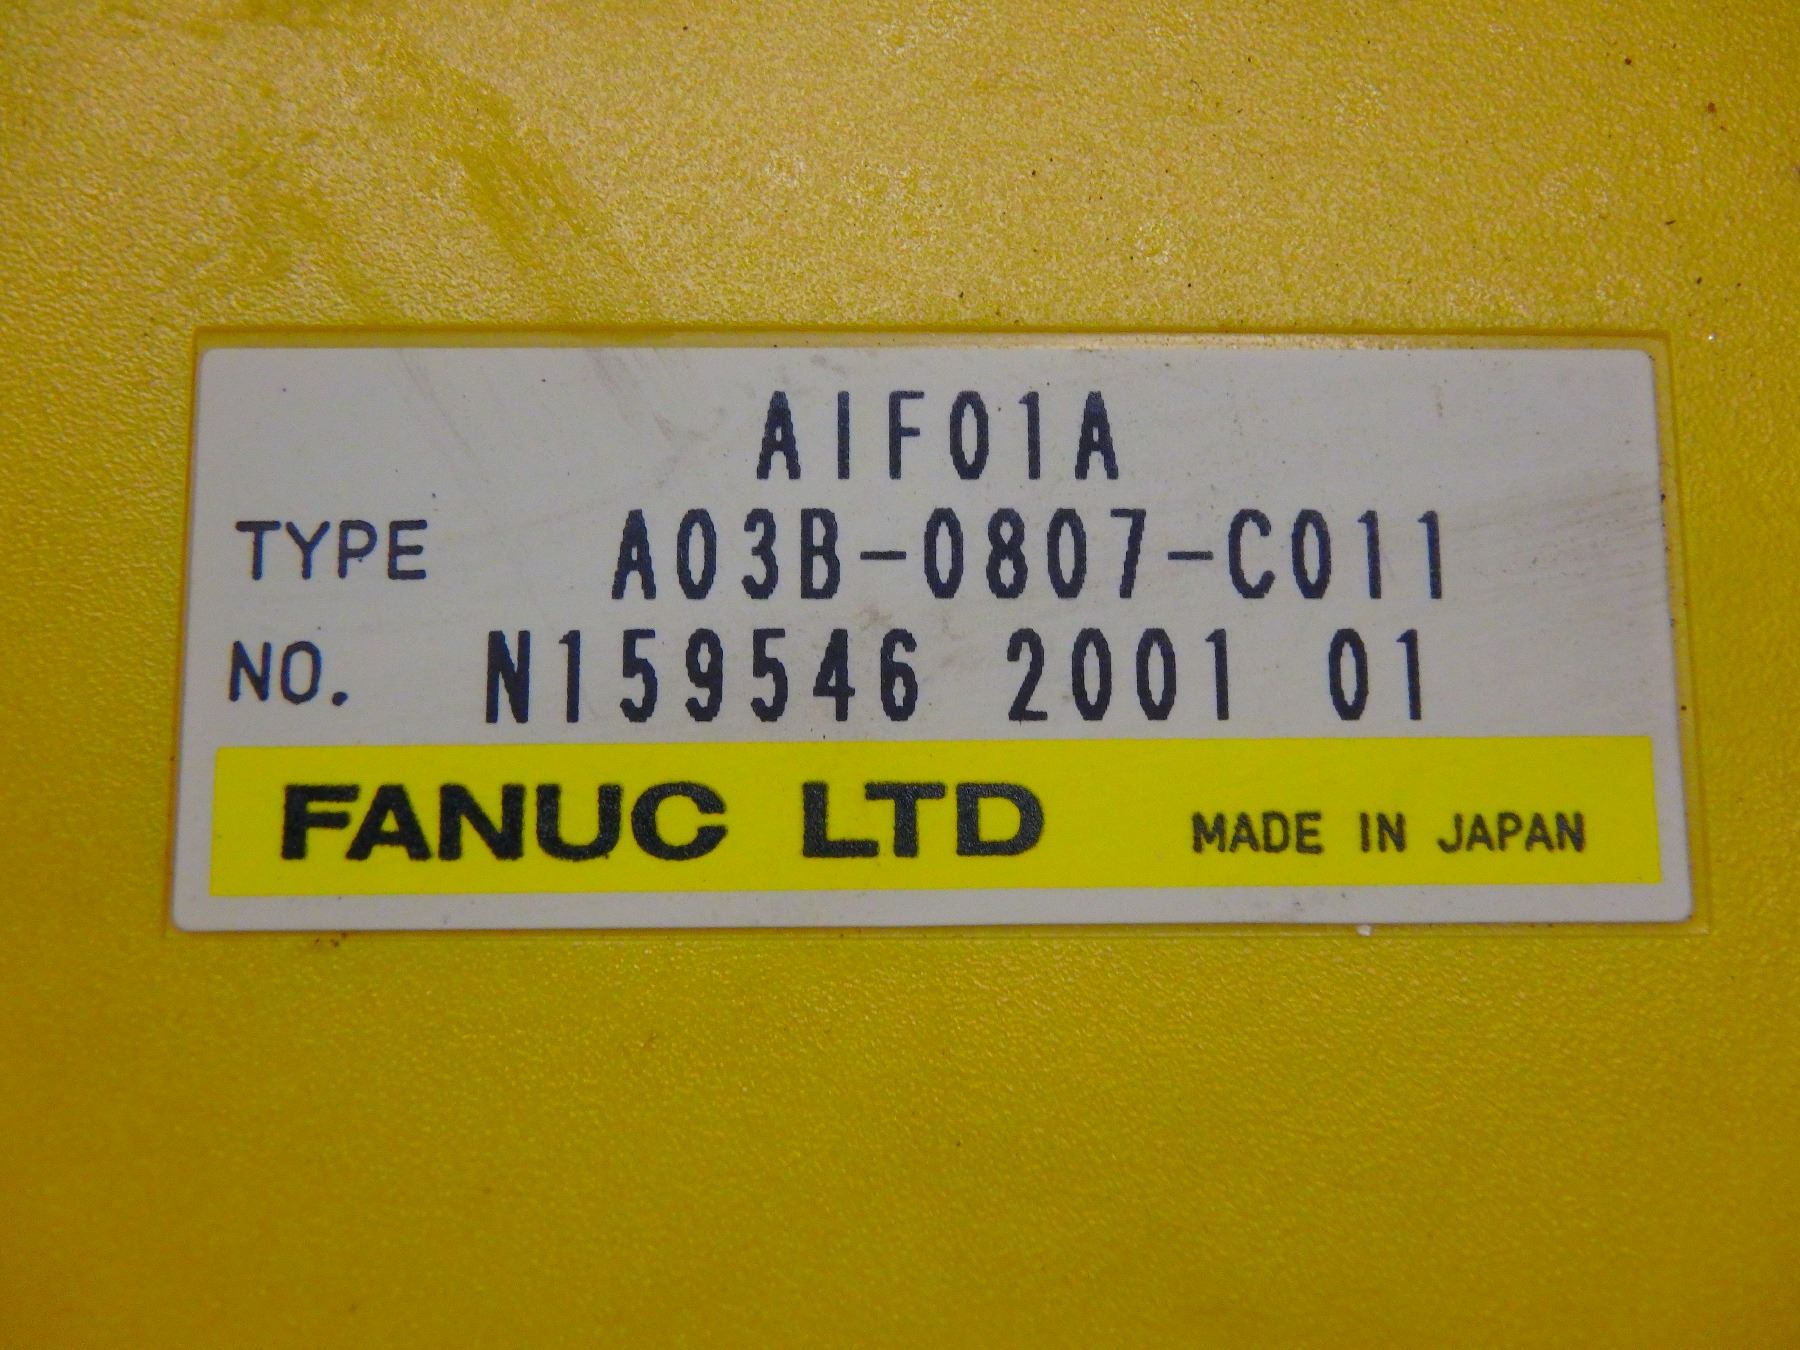 AIF01A
TYPE A03B-0807-C011
NO. N159546 2001 01
FANUC LTD MADE IN JAPAN